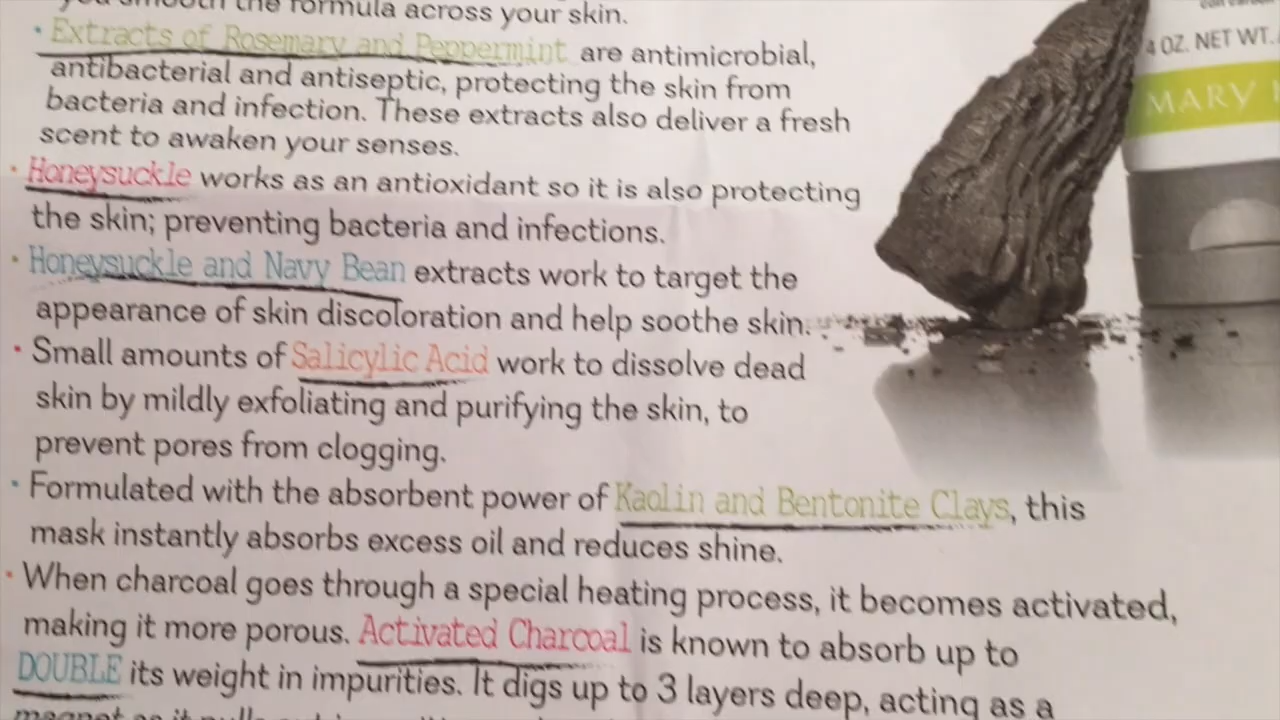 you smooth the formula across your skin.
• Extracts of Rosemary and Peppermint are antimicrobial,
antibacterial and antiseptic, protecting the skin from
bacteria and infection. These extracts also deliver a fresh
scent to awaken your senses.
• Honeysuckle works as an antioxidant so it is also protecting
the skin; preventing bacteria and infections.
• Honeysuckle and Navy Bean extracts work to target the
appearance of skin discoloration and help soothe skin.
• Small amounts of Salicylic Acid work to dissolve dead
skin by mildly exfoliating and purifying the skin, to
prevent pores from clogging.
• Formulated with the absorbent power of Kaolin and Bentonite Clays, this
mask instantly absorbs excess oil and reduces shine.
• When charcoal goes through a special heating process, it becomes activated,
making it more porous. Activated Charcoal is known to absorb up to
DOUBLE its weight in impurities. It digs up to 3 layers deep, acting as a
magnet as it pulls
4 OZ. NET WT.
MARY